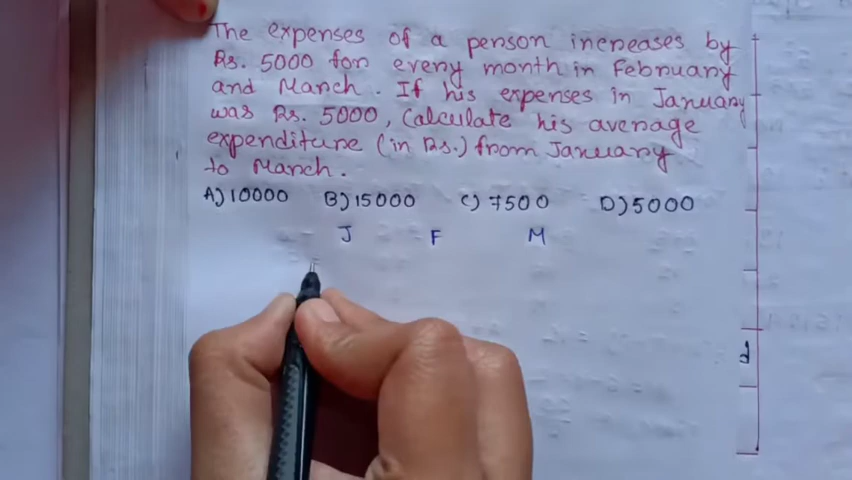 The expenses of a person increases by
Rs. 5000 for every month in February
and March. If his expenses in January
was Rs. 5000, Calculate his average
expenditure (in Rs.) from January
to March.
A) 10000 B) 15000 C) 7500 D) 5000
J F M